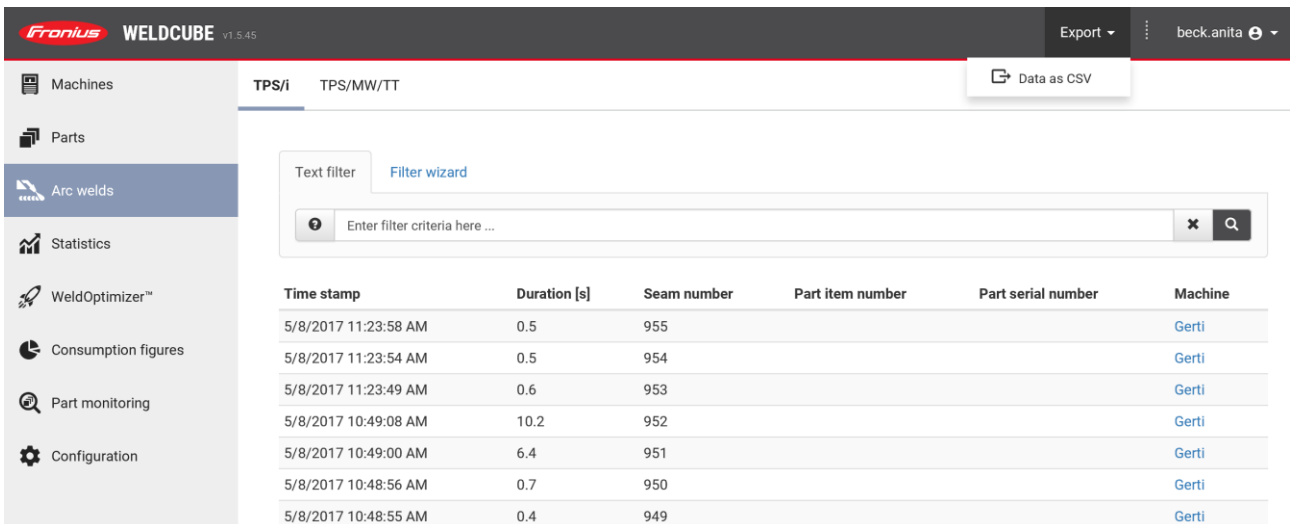 Fronius WELDCUBE v1.5.45 Export beck.anita
Machines
TPS/i TPS/MW/TT
Data as CSV
Parts
Text filter Filter wizard
Arc welds
Enter filter criteria here ...
Statistics
WeldOptimizer™
Time stamp Duration [s] Seam number Part item number Part serial number Machine
5/8/2017 11:23:58 AM 0.5 955 Gerti
Consumption figures
5/8/2017 11:23:54 AM 0.5 954 Gerti
5/8/2017 11:23:49 AM 0.6 953 Gerti
Part monitoring
5/8/2017 10:49:08 AM 10.2 952 Gerti
5/8/2017 10:49:00 AM 6.4 951 Gerti
Configuration
5/8/2017 10:48:56 AM 0.7 950 Gerti
5/8/2017 10:48:55 AM 0.4 949 Gerti